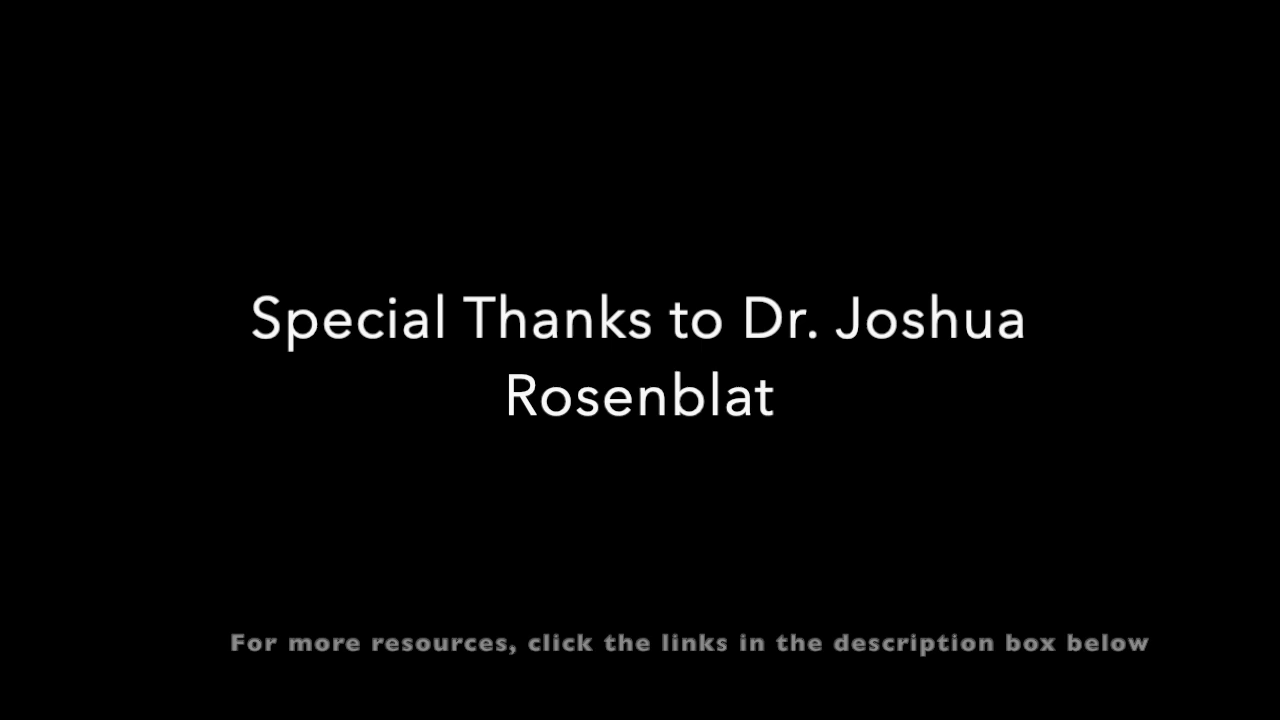 Special Thanks to Dr. Joshua
Rosenblat
For more resources, click the links in the description box below